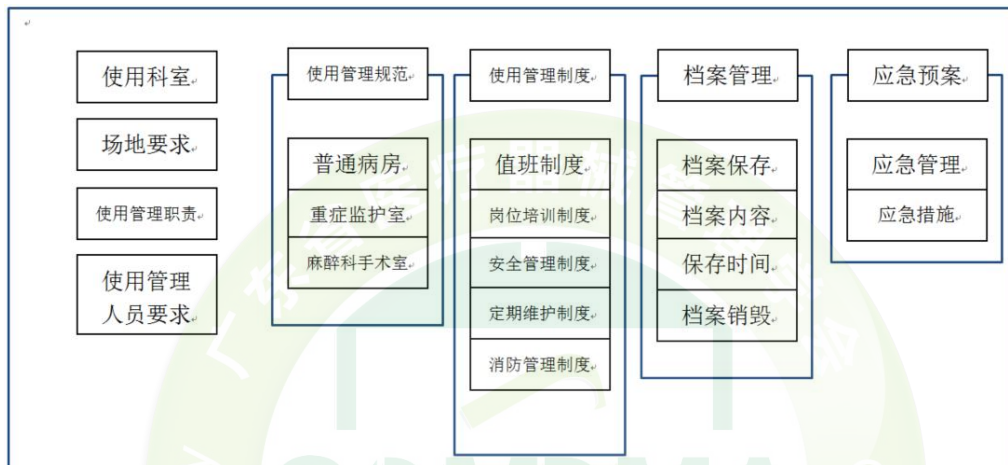 使用科室
场地要求
使用管理职责
使用管理
人员要求
使用管理规范
普通病房
重症监护室
麻醉科手术室
使用管理制度
值班制度
岗位培训制度
安全管理制度
定期维护制度
消防管理制度
档案管理
档案保存
档案内容
保存时间
档案销毁
应急预案
应急管理
应急措施